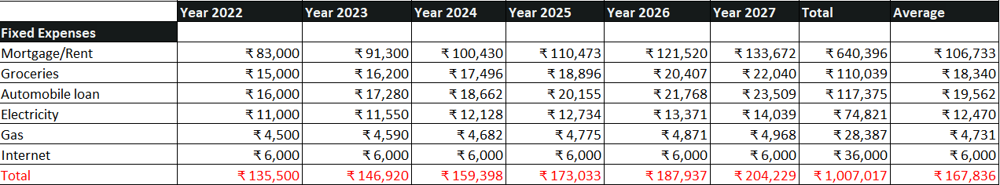 Year 2022 Year 2023 Year 2024 Year 2025 Year 2026 Year 2027 Total Average
Fixed Expenses
Mortgage/Rent ₹ 83,000 ₹ 91,300 ₹ 100,430 ₹ 110,473 ₹ 121,520 ₹ 133,672 ₹ 640,396 ₹ 106,733
Groceries ₹ 15,000 ₹ 16,200 ₹ 17,496 ₹ 18,896 ₹ 20,407 ₹ 22,040 ₹ 110,039 ₹ 18,340
Automobile loan ₹ 16,000 ₹ 17,280 ₹ 18,662 ₹ 20,155 ₹ 21,768 ₹ 23,509 ₹ 117,375 ₹ 19,562
Electricity ₹ 11,000 ₹ 11,550 ₹ 12,128 ₹ 12,734 ₹ 13,371 ₹ 14,039 ₹ 74,821 ₹ 12,470
Gas ₹ 4,500 ₹ 4,590 ₹ 4,682 ₹ 4,775 ₹ 4,871 ₹ 4,968 ₹ 28,387 ₹ 4,731
Internet ₹ 6,000 ₹ 6,000 ₹ 6,000 ₹ 6,000 ₹ 6,000 ₹ 6,000 ₹ 36,000 ₹ 6,000
Total ₹ 135,500 ₹ 146,920 ₹ 159,398 ₹ 173,033 ₹ 187,937 ₹ 204,229 ₹ 1,007,017 ₹ 167,836